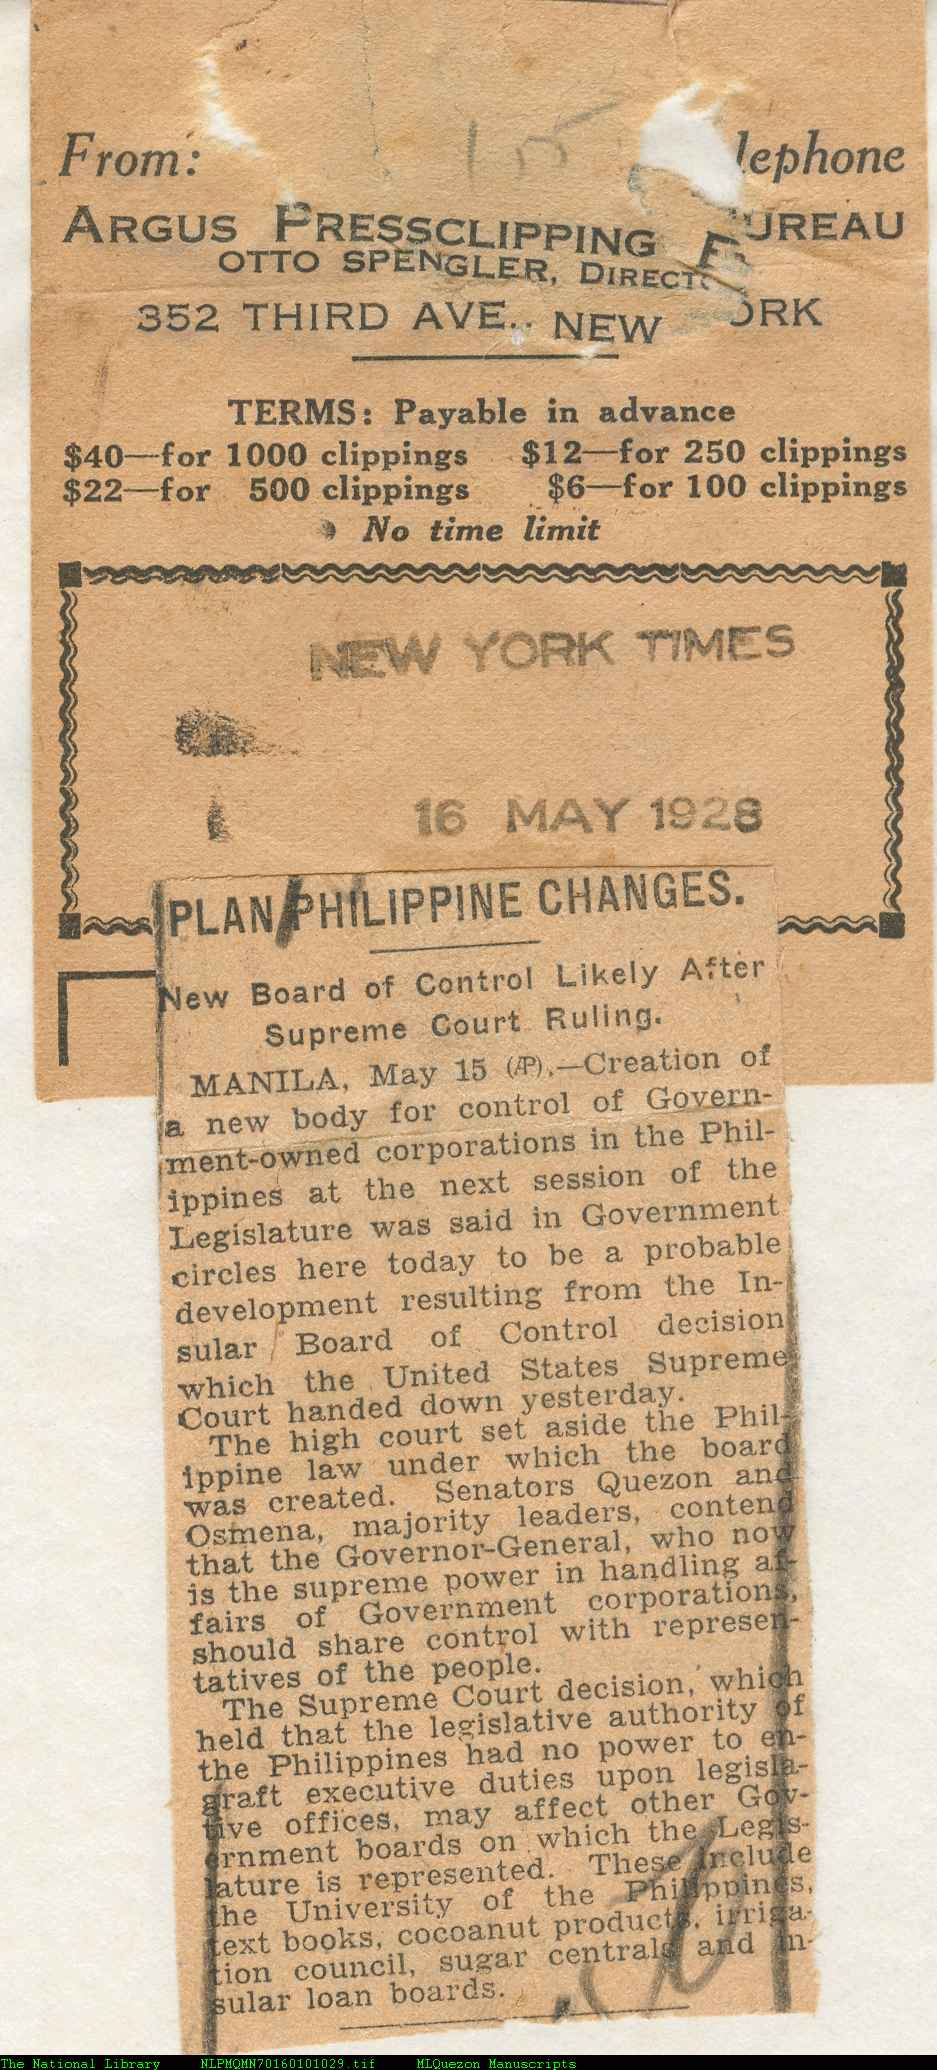 15
From: lephone
ARGUS PRESSCLIPPING BUREAU
OTTO SPENGLER, DIRECTO
352 THIRD AVE., NEW ORK
TERMS: Payable in advance
$40—for 1000 clippings $12—for 250 clippings
$22—for 500 clippings $6—for 100 clippings
No time limit
NEW YORK TIMES
16 MAY 1928
PLAN PHILIPPINE CHANGES.
New Board of Control Likely After
Supreme Court Ruling.
MANILA, May 15 (AP).—Creation of
a new body for control of Govern-
ment-owned corporations in the Phil-
ippines at the next session of the
Legislature was said in Government
circles here today to be a probable
development resulting from the In-
sular Board of Control decision
which the United States Supreme
Court handed down yesterday.
The high court set aside the Phil-
ippine law under which the board
was created. Senators Quezon and
Osmena, majority leaders, contend
that the Governor-General, who now
is the supreme power in handling af-
fairs of Government corporations,
should share control with represen-
tatives of the people.
The Supreme Court decision, which
held that the legislative authority of
the Philippines had no power to en-
graft executive duties upon legisla-
tive offices, may affect other Gov-
ernment boards on which the Legis-
lature is represented. These include
the University of the Philippines,
text books, cocoanut products, irriga-
tion council, sugar centrals and in-
sular loan boards.
The National Library NLPMQMN70160101029.tif MLQuezon Manuscripts